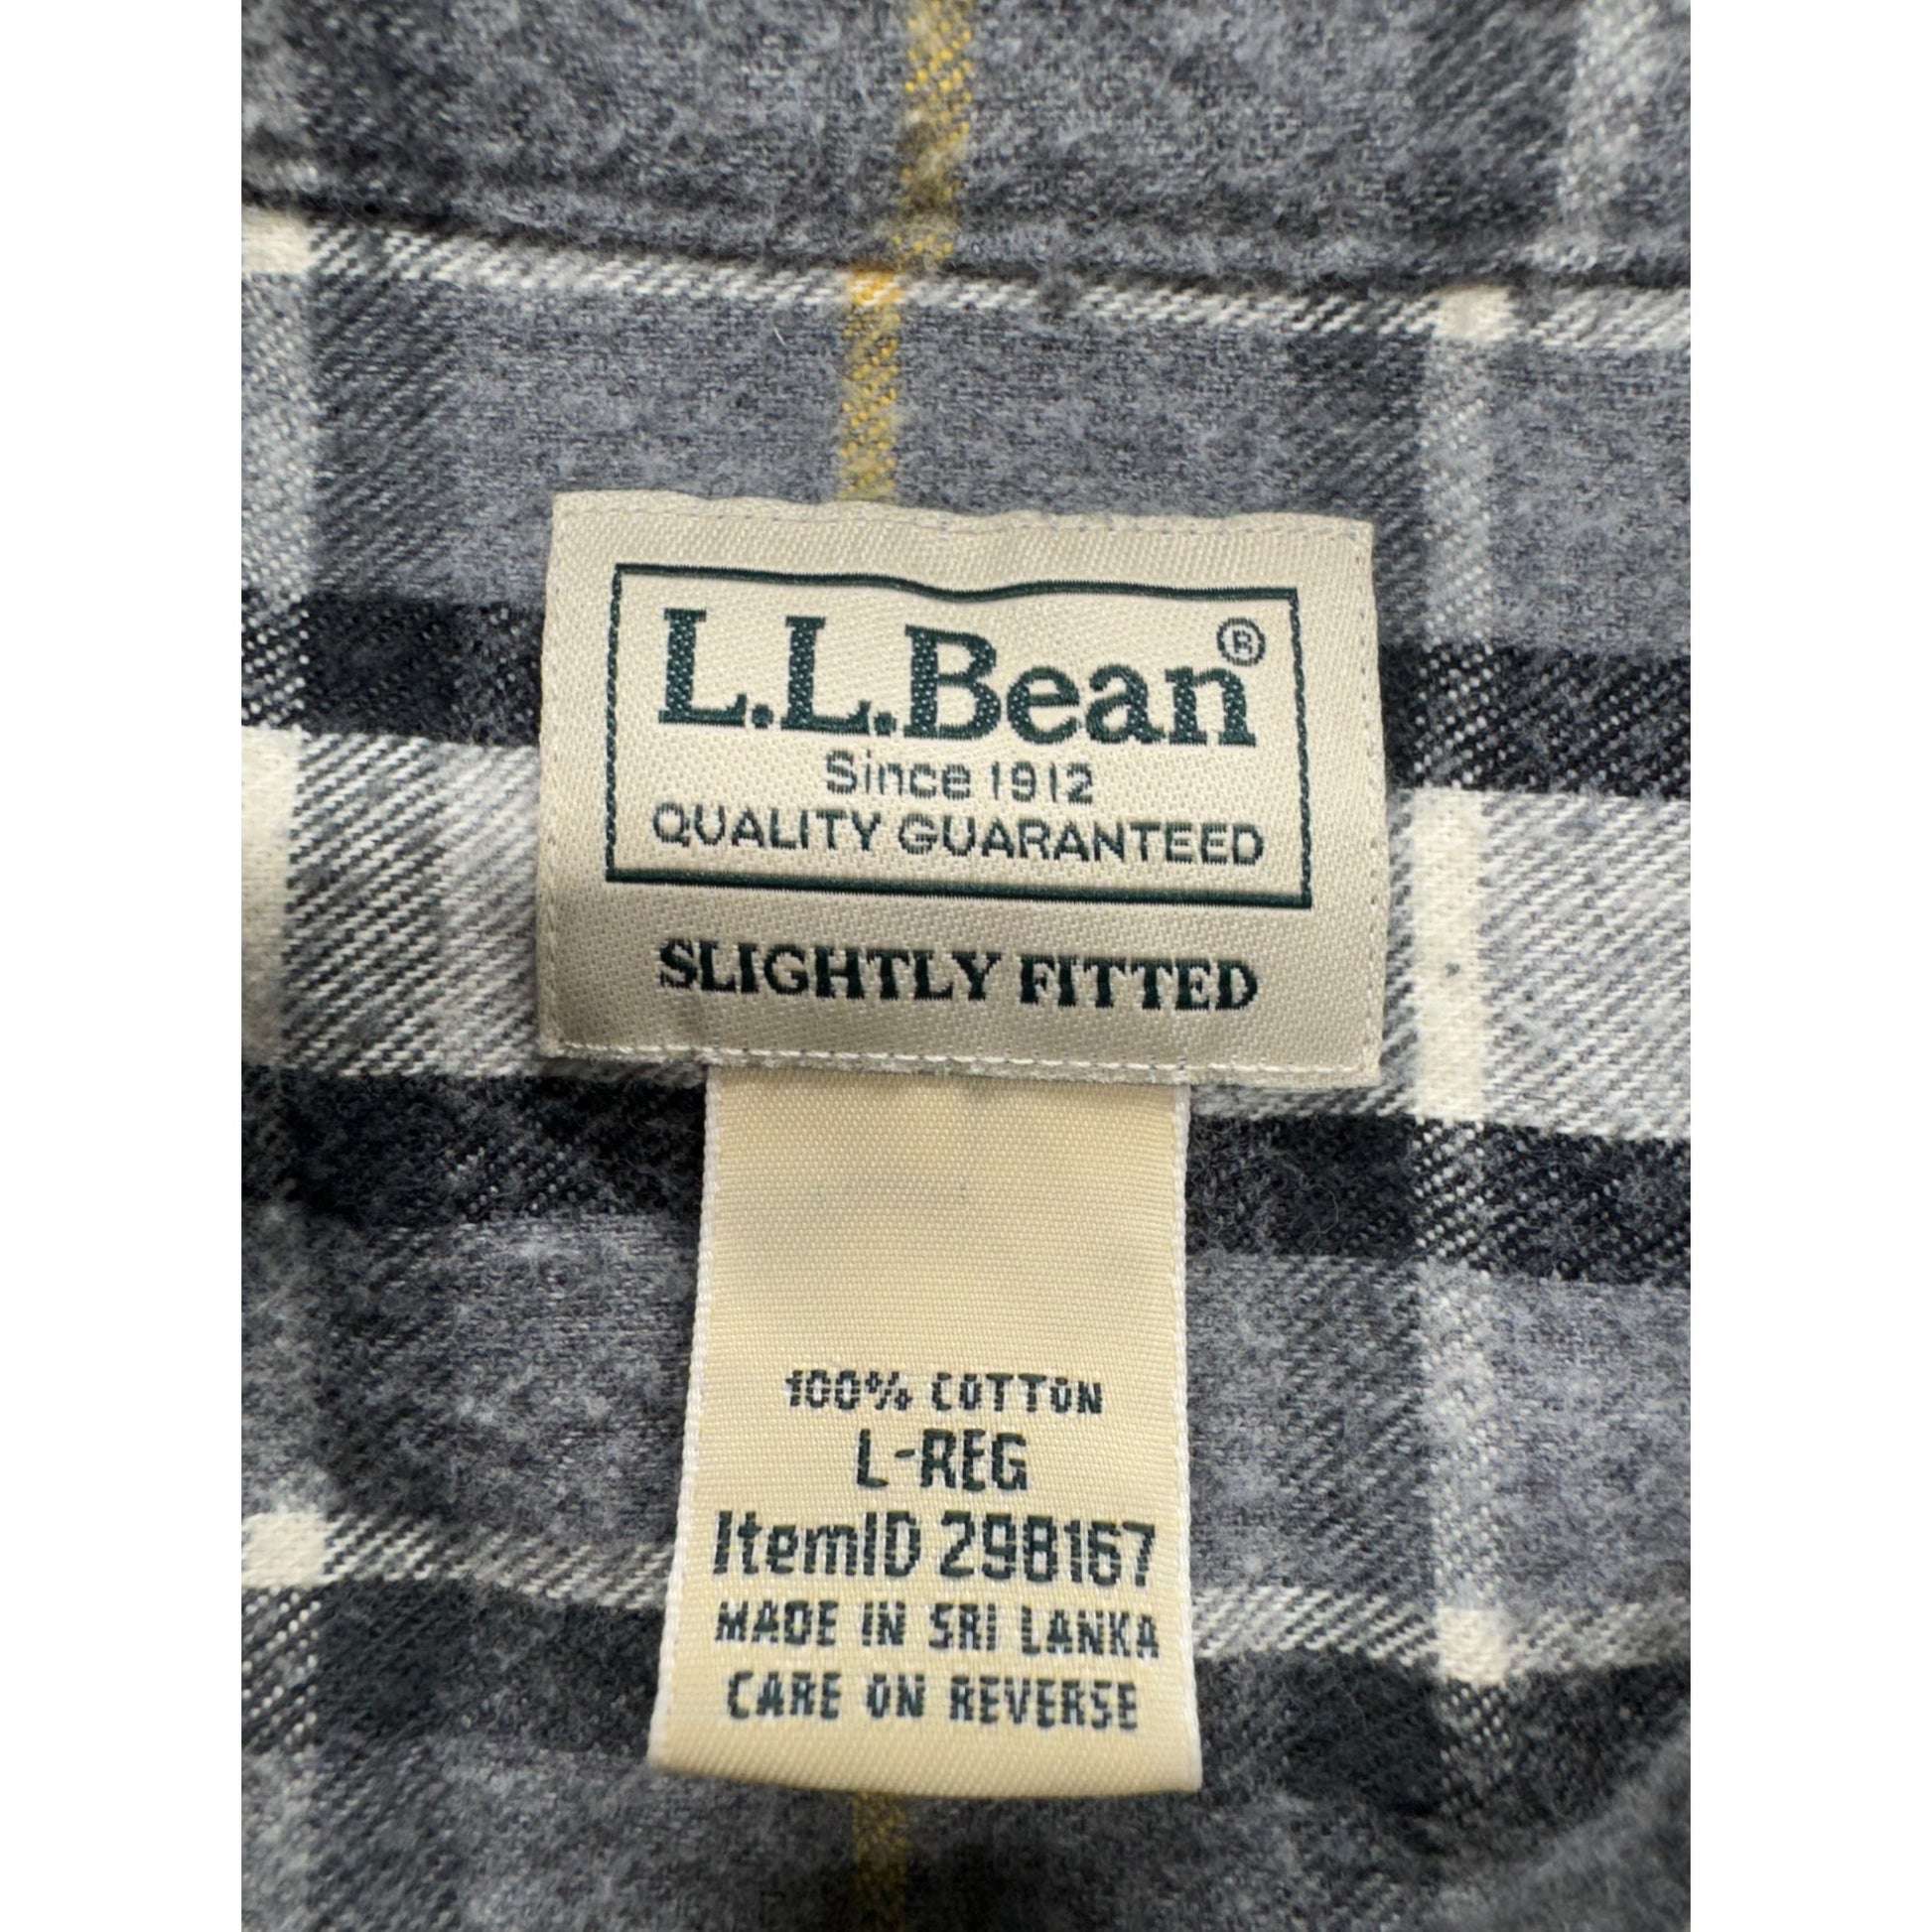 L.L.Bean®
Since 1912
QUALITY GUARANTEED
SLIGHTLY FITTED
100% COTTON
L-REG
ItemID 298167
MADE IN SRI LANKA
CARE ON REVERSE